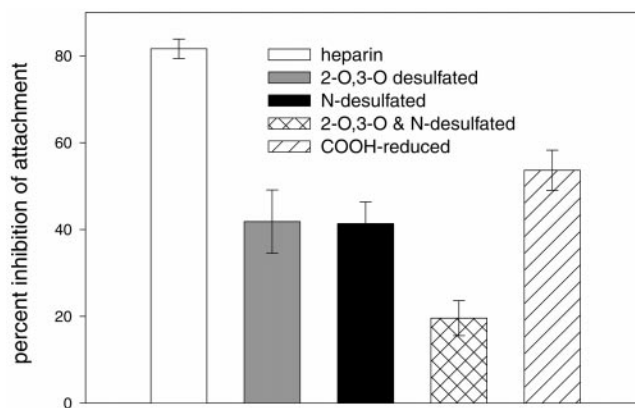 percent inhibition of attachment
80
60
40
20
0
heparin
2-O,3-O desulfated
N-desulfated
2-O,3-O & N-desulfated
COOH-reduced